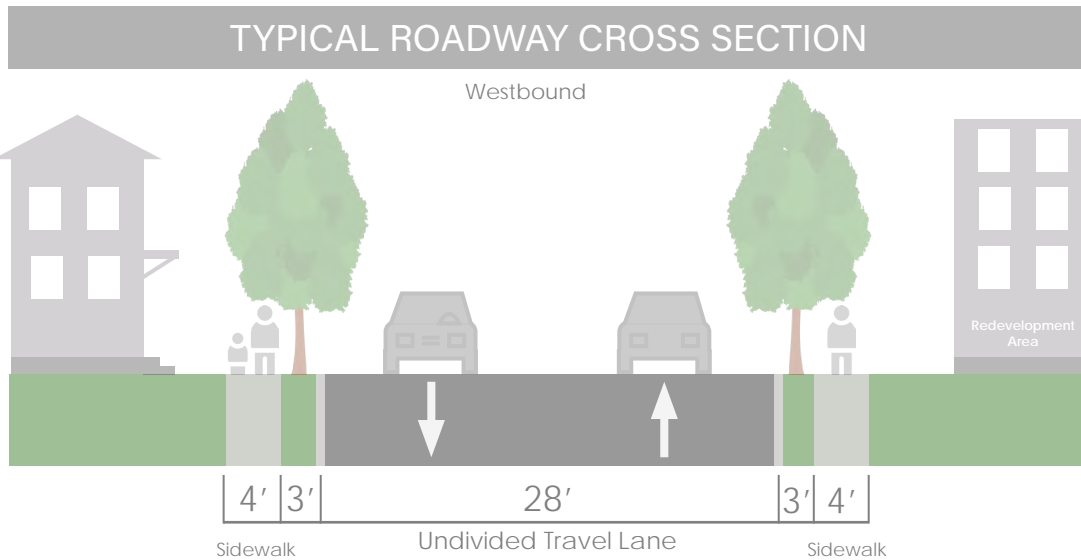 TYPICAL ROADWAY CROSS SECTION
Westbound
Redevelopment
Area
4' 3' 28' 3' 4'
Undivided Travel Lane
Sidewalk Sidewalk